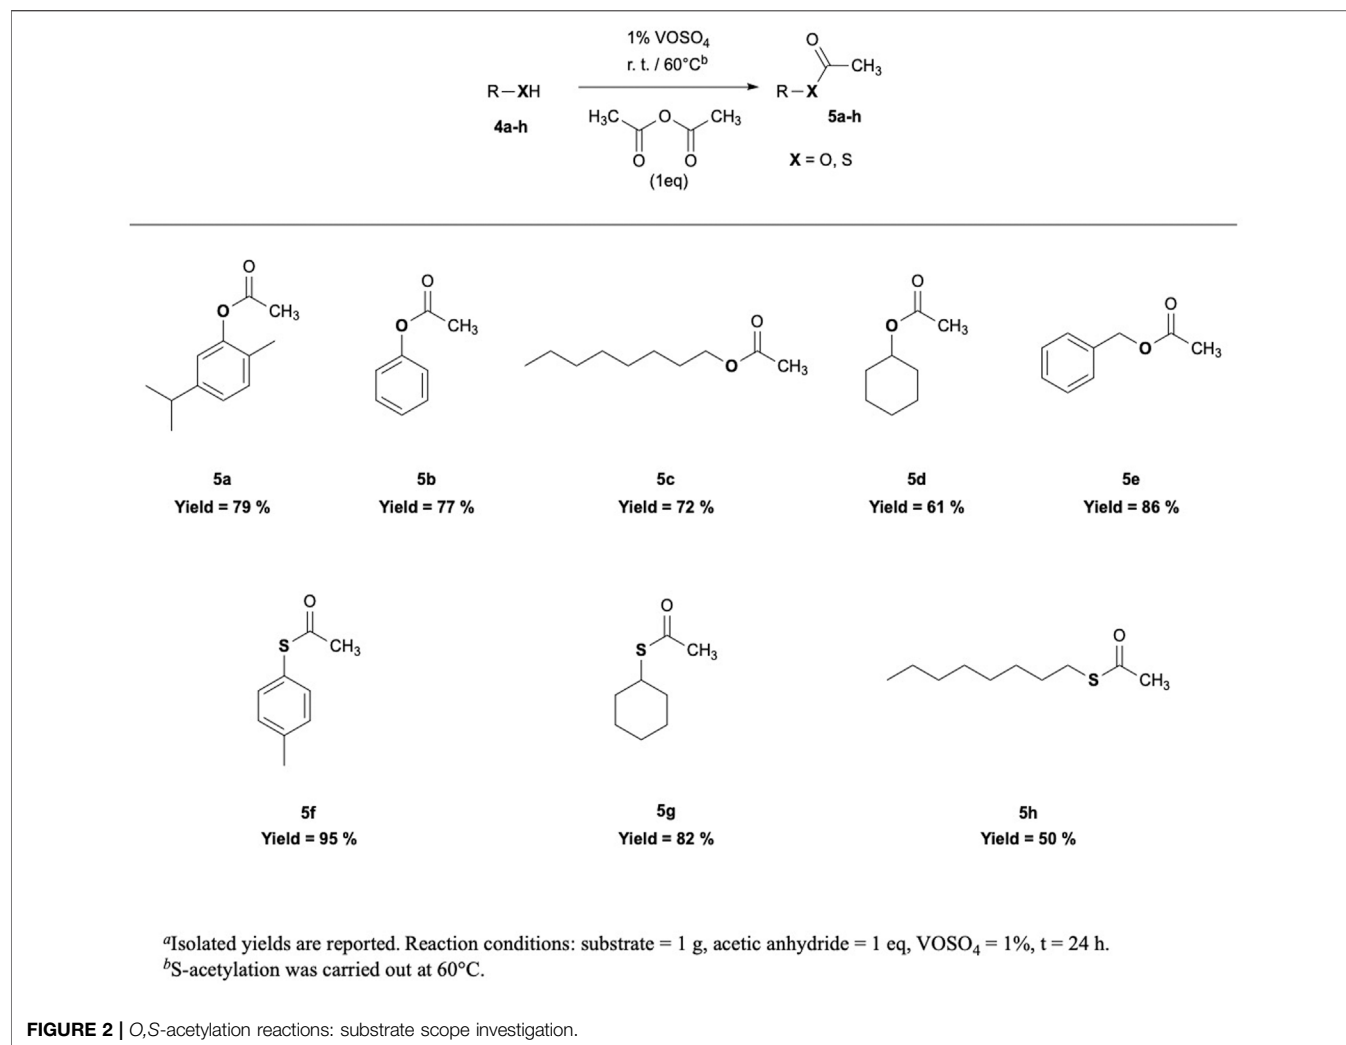 1% VOSO4
r. t. / 60°Cb
R–XH
4a-h
H3C
O
CH3
O
O
(1eq)
O
CH3
R–X
5a-h
X = O, S
O
O
CH3
5a
Yield = 79 %
O
O
CH3
5b
Yield = 77 %
O
O
CH3
5c
Yield = 72 %
O
O
CH3
5d
Yield = 61 %
O
O
CH3
5e
Yield = 86 %
O
S
CH3
5f
Yield = 95 %
O
S
CH3
5g
Yield = 82 %
O
S
CH3
5h
Yield = 50 %
aIsolated yields are reported. Reaction conditions: substrate = 1 g, acetic anhydride = 1 eq, VOSO4 = 1%, t = 24 h.
bS-acetylation was carried out at 60°C.
FIGURE 2 | O,S-acetylation reactions: substrate scope investigation.